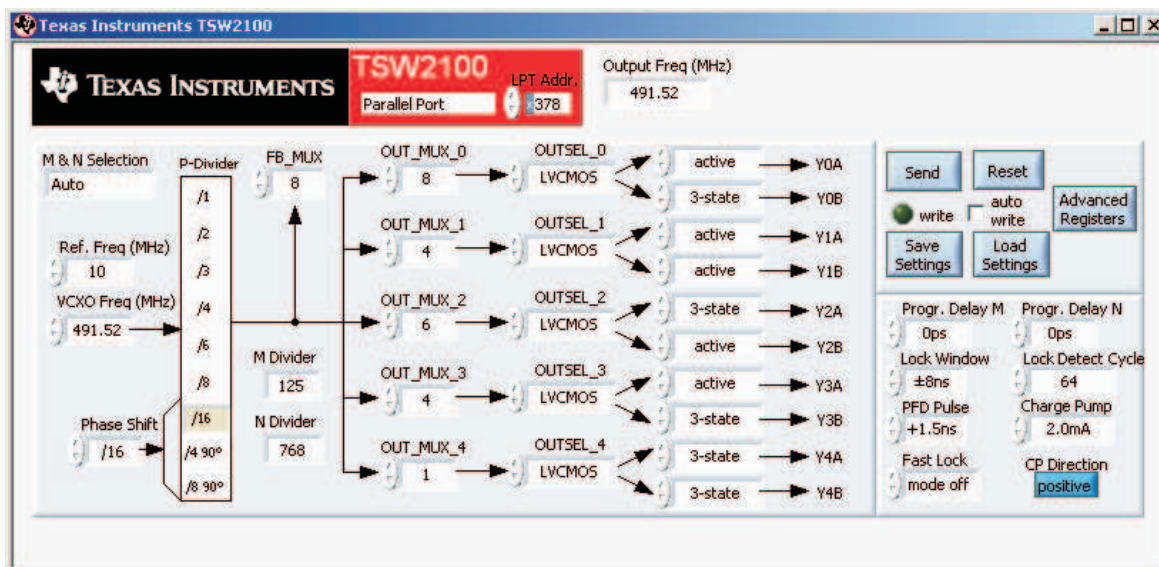 Texas Instruments TSW2100
TEXAS INSTRUMENTS
TSW2100
LPT Addr.
Parallel Port
x378
Output Freq (MHz)
491.52
M & N Selection
Auto
P-Divider
/1
/2
/3
/4
/6
/8
/16
/4 90º
/8 90º
FB_MUX
8
Ref. Freq (MHz)
10
VCXO Freq (MHz)
491.52
Phase Shift
/16
M Divider
125
N Divider
768
OUT_MUX_0
8
OUTSEL_0
LVCMOS
active
Y0A
3-state
Y0B
OUT_MUX_1
4
OUTSEL_1
LVCMOS
active
Y1A
active
Y1B
OUT_MUX_2
6
OUTSEL_2
LVCMOS
3-state
Y2A
active
Y2B
OUT_MUX_3
4
OUTSEL_3
LVCMOS
active
Y3A
3-state
Y3B
OUT_MUX_4
1
OUTSEL_4
LVCMOS
3-state
Y4A
3-state
Y4B
Send
Reset
write
auto
write
Advanced
Registers
Save
Settings
Load
Settings
Progr. Delay M
0ps
Progr. Delay N
0ps
Lock Window
±8ns
Lock Detect Cycle
64
PFD Pulse
+1.5ns
Charge Pump
2.0mA
Fast Lock
mode off
CP Direction
positive